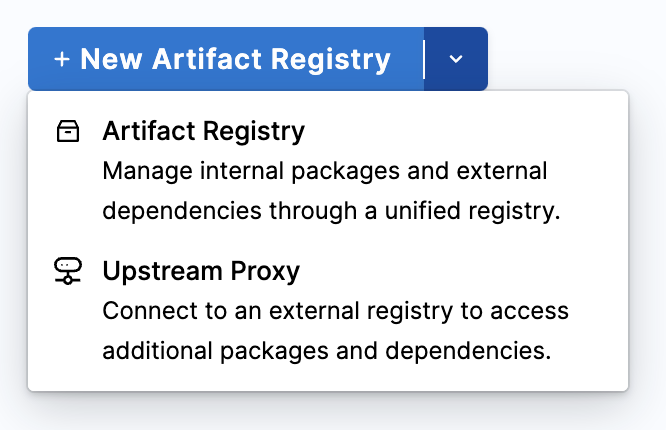 + New Artifact Registry
Artifact Registry
Manage internal packages and external
dependencies through a unified registry.
Upstream Proxy
Connect to an external registry to access
additional packages and dependencies.